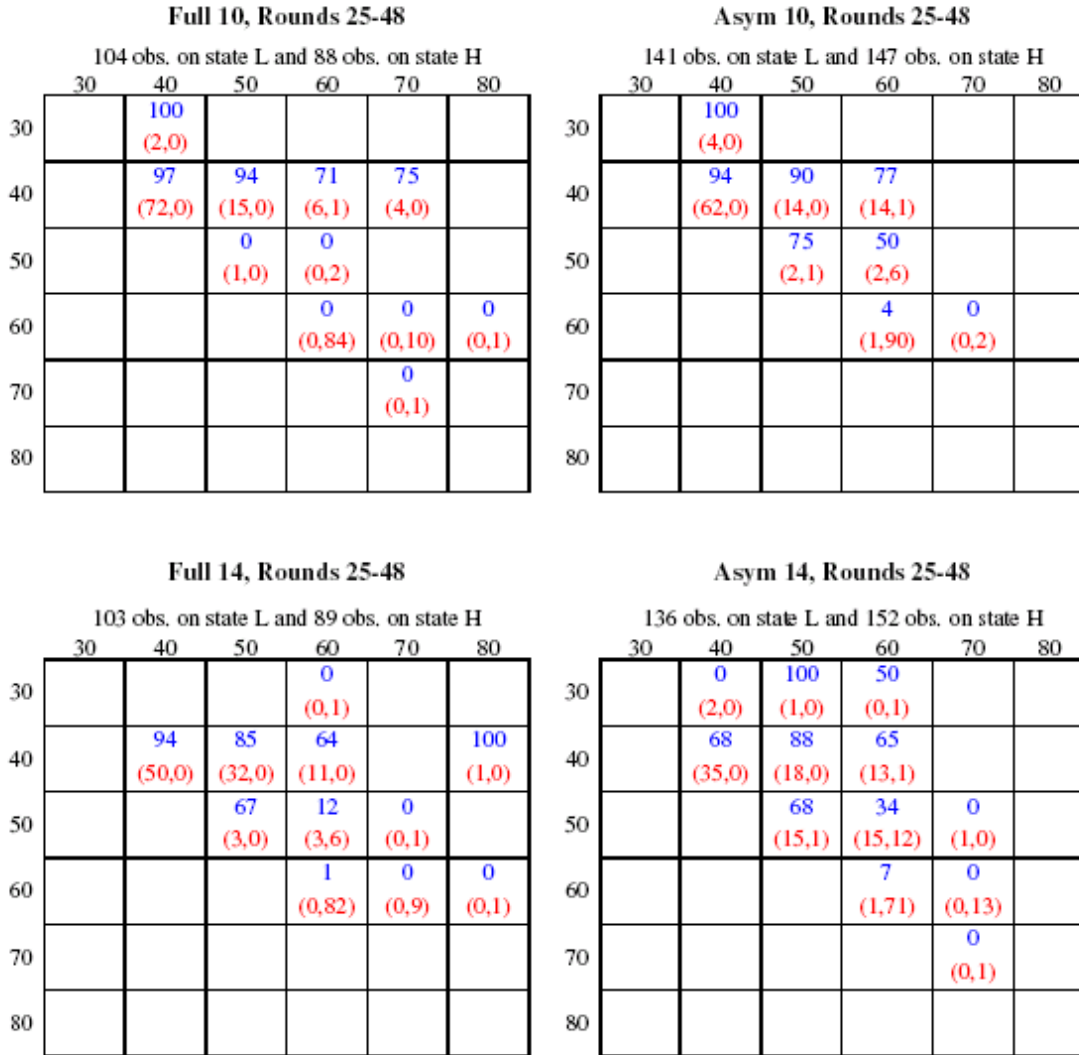 Full 10, Rounds 25-48
104 obs. on state L and 88 obs. on state H
30 40 50 60 70 80
100
30
(2,0)
97 94 71 75
40
(72,0) (15,0) (6,1) (4,0)
0 0
50
(1,0) (0,2)
0 0 0
60
(0,84) (0,10) (0,1)
0
70
(0,1)
80
Asym 10, Rounds 25-48
141 obs. on state L and 147 obs. on state H
30 40 50 60 70 80
100
30
(4,0)
94 90 77
40
(62,0) (14,0) (14,1)
75 50
50
(2,1) (2,6)
4 0
60
(1,90) (0,2)
70
80
Full 14, Rounds 25-48
103 obs. on state L and 89 obs. on state H
30 40 50 60 70 80
0
30
(0,1)
94 85 64 100
40
(50,0) (32,0) (11,0) (1,0)
67 12 0
50
(3,0) (3,6) (0,1)
1 0 0
60
(0,82) (0,9) (0,1)
70
80
Asym 14, Rounds 25-48
136 obs. on state L and 152 obs. on state H
30 40 50 60 70 80
0 100 50
30
(2,0) (1,0) (0,1)
68 88 65
40
(35,0) (18,0) (13,1)
68 34 0
50
(15,1) (15,12) (1,0)
7 0
60
(1,71) (0,13)
0
70
(0,1)
80